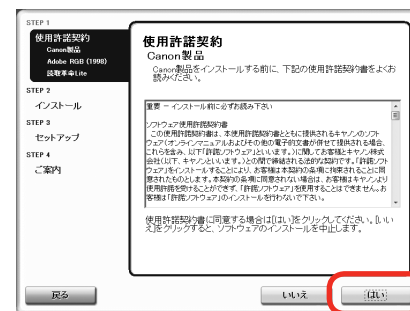 STEP 1
使用許諾契約
Canon製品
Adobe RGB (1998)
読取革命Lite
STEP 2
インストール
STEP 3
セットアップ
STEP 4
ご案内
使用許諾契約
Canon製品
Canon製品をインストールする前に、下記の使用許諾契約書をよくお
読みください。
重要 － インストール前に必ずお読み下さい
ソフトウェア使用許諾契約書
この使用許諾契約書は、本使用許諾契約書とともに提供されるキヤノンのソフト
ウェア（オンラインマニュアルおよびその他の電子的文書が併せて提供される場合、
これらを含み、以下「許諾ソフトウェア」といいます。）に関してお客様とキヤノン株式
会社（以下、キヤノンといいます。）との間で締結される法的な契約です。「許諾ソフト
ウェア」をインストールすることにより、お客様は本契約の条項に拘束されることに同
意されたものとします。本契約の条項に同意されない場合は、お客様はキヤノンより
使用許諾を受けることができず、「許諾ソフトウェア」を使用することはできません。お
客様は「許諾ソフトウェア」のインストールを行わないで下さい。
使用許諾契約書に同意する場合は[はい]をクリックしてください。[いい
え]をクリックすると、ソフトウェアのインストールを中止します。
戻る
いいえ
はい